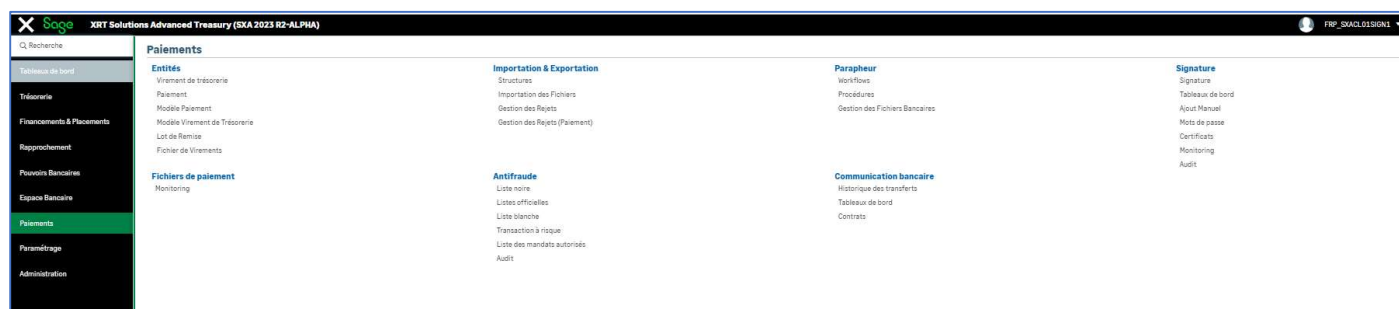 Sage XRT Solutions Advanced Treasury (SXA 2023 R2-ALPHA) FRP_SXACL01SIGN1
Recherche
Tableaux de bord
Trésorerie
Financements & Placements
Rapprochement
Pouvoirs Bancaires
Espace Bancaire
Paiements
Paramétrage
Administration
Paiements
Entités
Virement de trésorerie
Paiement
Modèle Paiement
Modèle Virement de Trésorerie
Lot de Remise
Fichier de Virements
Importation & Exportation
Structures
Importation des Fichiers
Gestion des Rejets
Gestion des Rejets (Paiement)
Parapheur
Workflows
Procédures
Gestion des Fichiers Bancaires
Signature
Signature
Tableaux de bord
Ajout Manuel
Mots de passe
Certificats
Monitoring
Audit
Fichiers de paiement
Monitoring
Antifraude
Liste noire
Listes officielles
Liste blanche
Transaction à risque
Liste des mandats autorisés
Audit
Communication bancaire
Historique des transferts
Tableaux de bord
Contrats